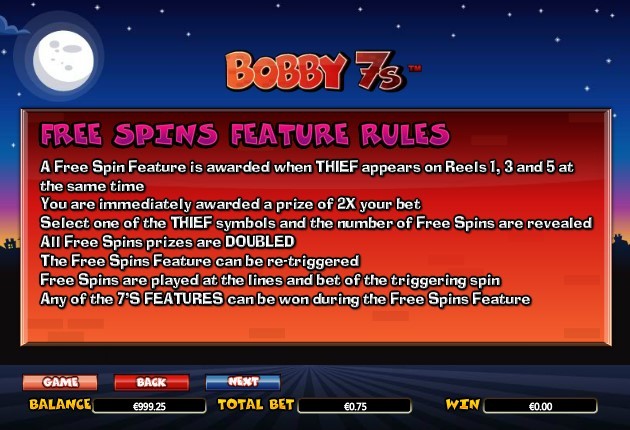 BOBBY 7s™
FREE SPINS FEATURE RULES
A Free Spin Feature is awarded when THIEF appears on Reels 1, 3 and 5 at
the same time
You are immediately awarded a prize of 2X your bet
Select one of the THIEF symbols and the number of Free Spins are revealed
All Free Spins prizes are DOUBLED
The Free Spins Feature can be re-triggered
Free Spins are played at the lines and bet of the triggering spin
Any of the 7'S FEATURES can be won during the Free Spins Feature
GAME BACK NEXT
BALANCE €999.25 TOTAL BET €0.75 WIN €0.00